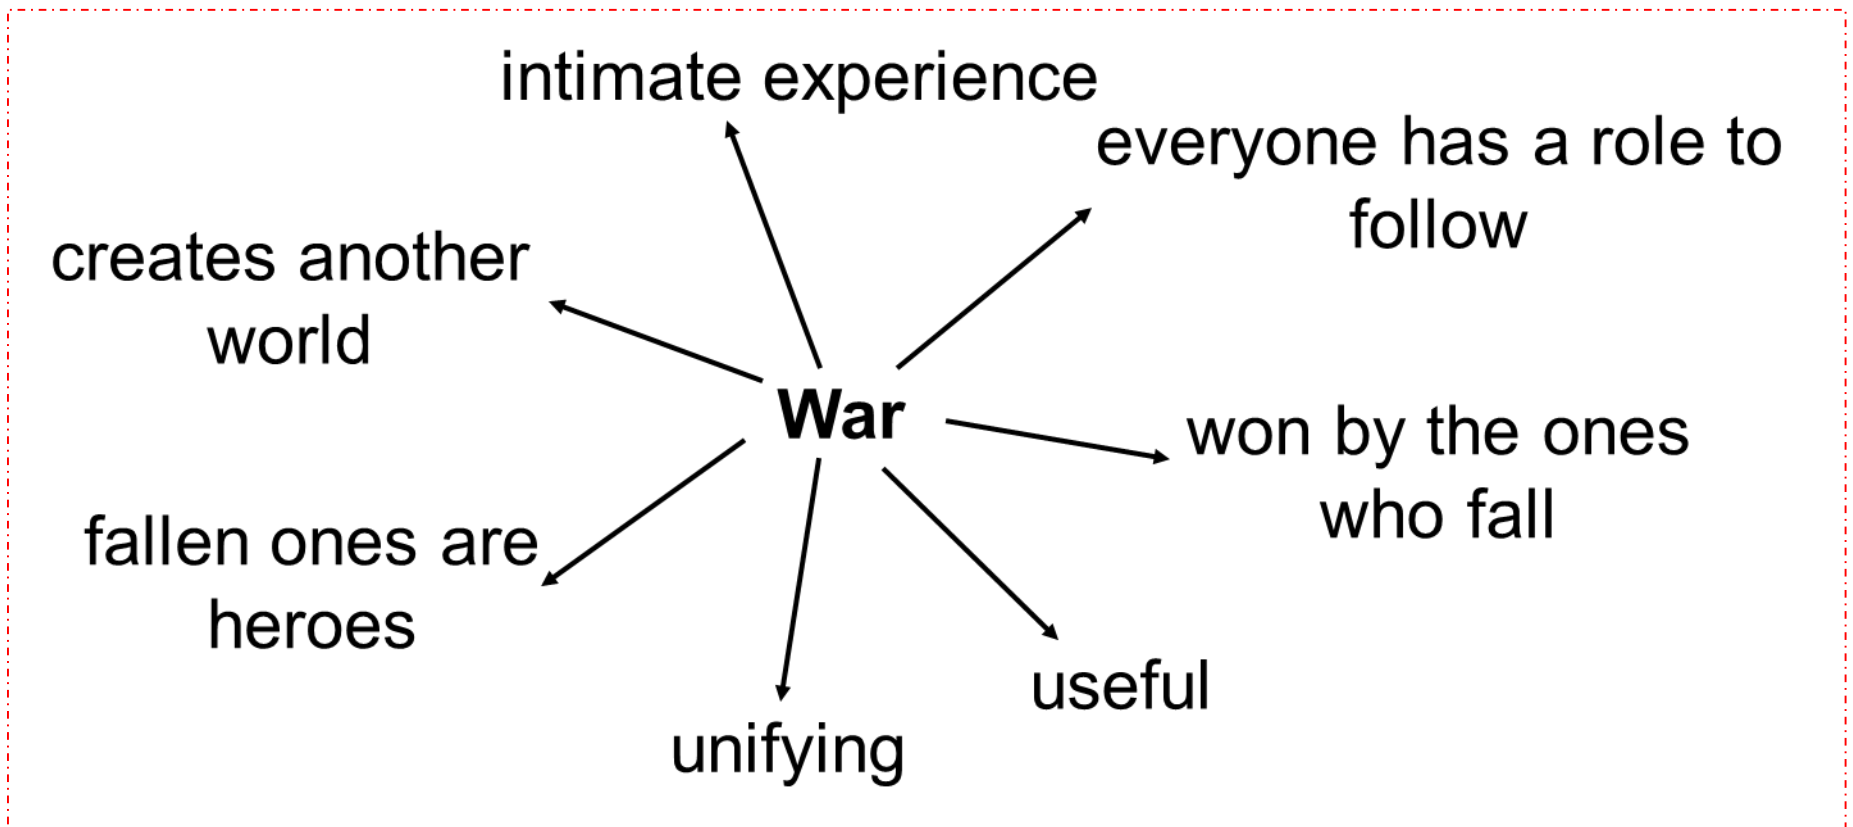 intimate experience
everyone has a role to
follow
creates another
world
War
won by the ones
who fall
fallen ones are
heroes
useful
unifying